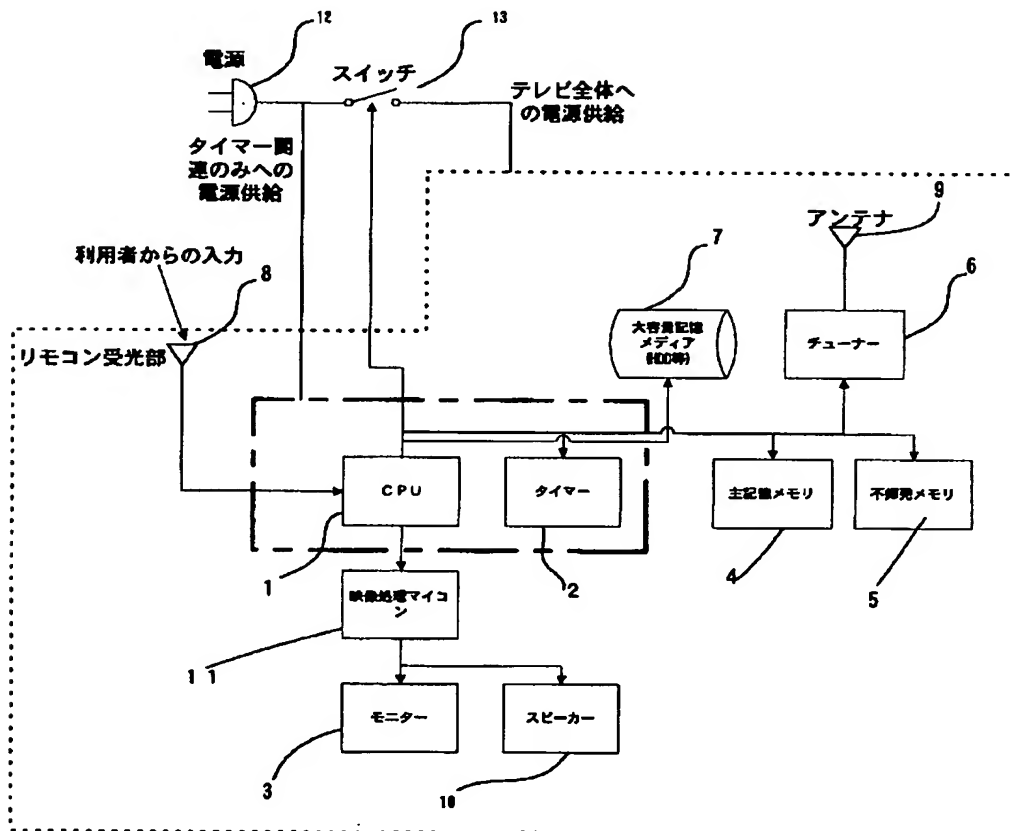 12
13
電源
スイッチ
テレビ全体へ
の電源供給
タイマー関
連のみへの
電源供給
9
アンテナ
7
6
利用者からの入力
8
大容量記憶
メディア
(HDD等)
チューナー
リモコン受光部
CPU
タイマー
主記憶メモリ
不揮発メモリ
1
2
4
5
映像処理マイコ
ン
11
モニター
スピーカー
3
10